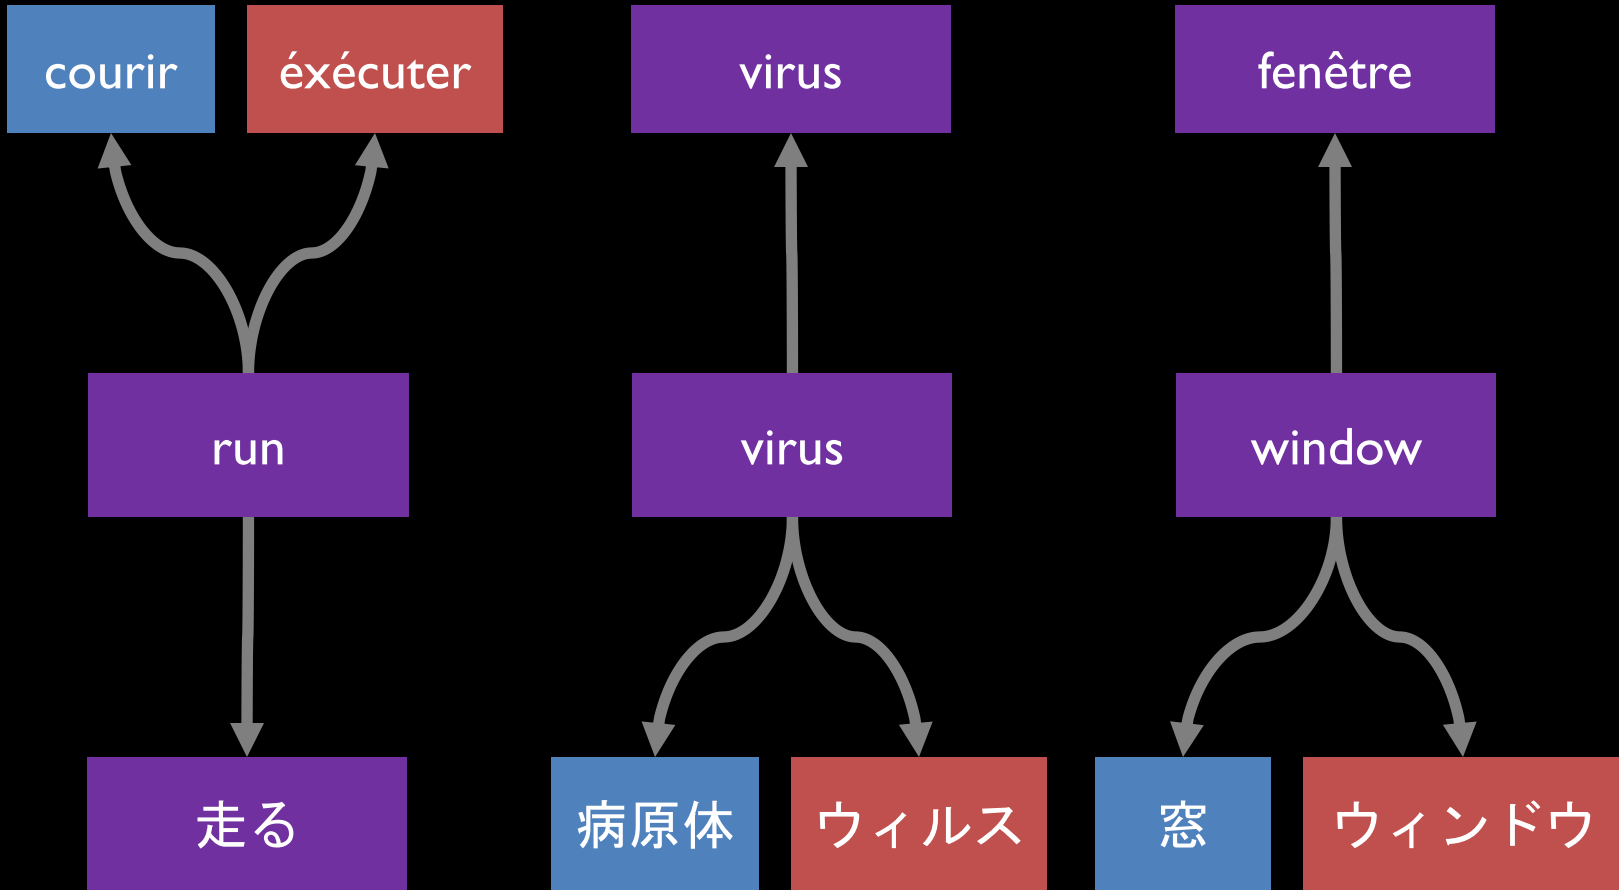 courir
éxécuter
virus
fenêtre
run
virus
window
走る
病原体
ウィルス
窓
ウィンドウ